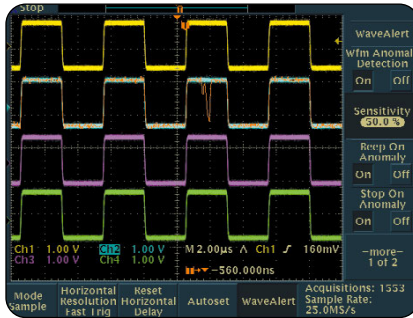 Stop
WaveAlert
Wfm Anomal
Detection
On Off
Sensitivity
50.0 %
Beep On
Anomaly
On Off
Stop On
Anomaly
On Off
-more-
1 of 2
Ch1 1.00 V Ch2 1.00 V M 2.00µs Λ Ch1 ʃ 160mV
Ch3 1.00 V Ch4 1.00 V
-560.000ns
Mode
Sample
Horizontal
Resolution
Fast Trig
Reset
Horizontal
Delay
Autoset
WaveAlert
Acquisitions: 1553
Sample Rate:
25.0MS/s